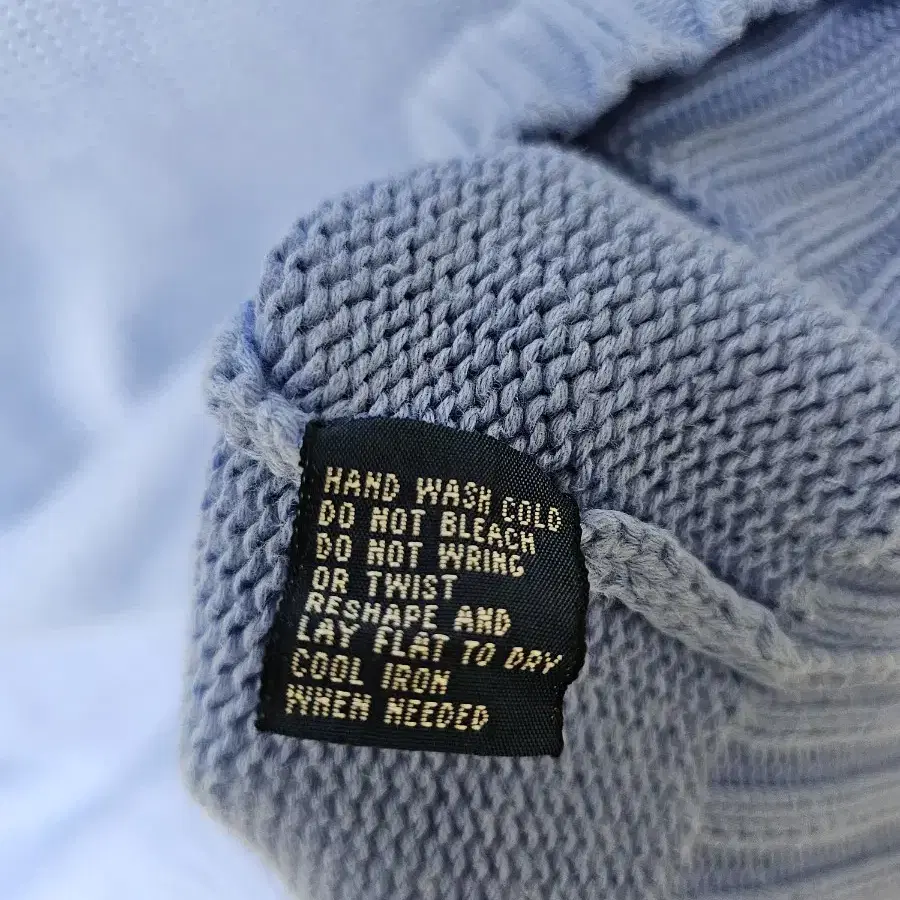 HAND WASH COLD
DO NOT BLEACH
DO NOT WRING
OR TWIST
RESHAPE AND
LAY FLAT TO DRY
COOL IRON
WHEN NEEDED